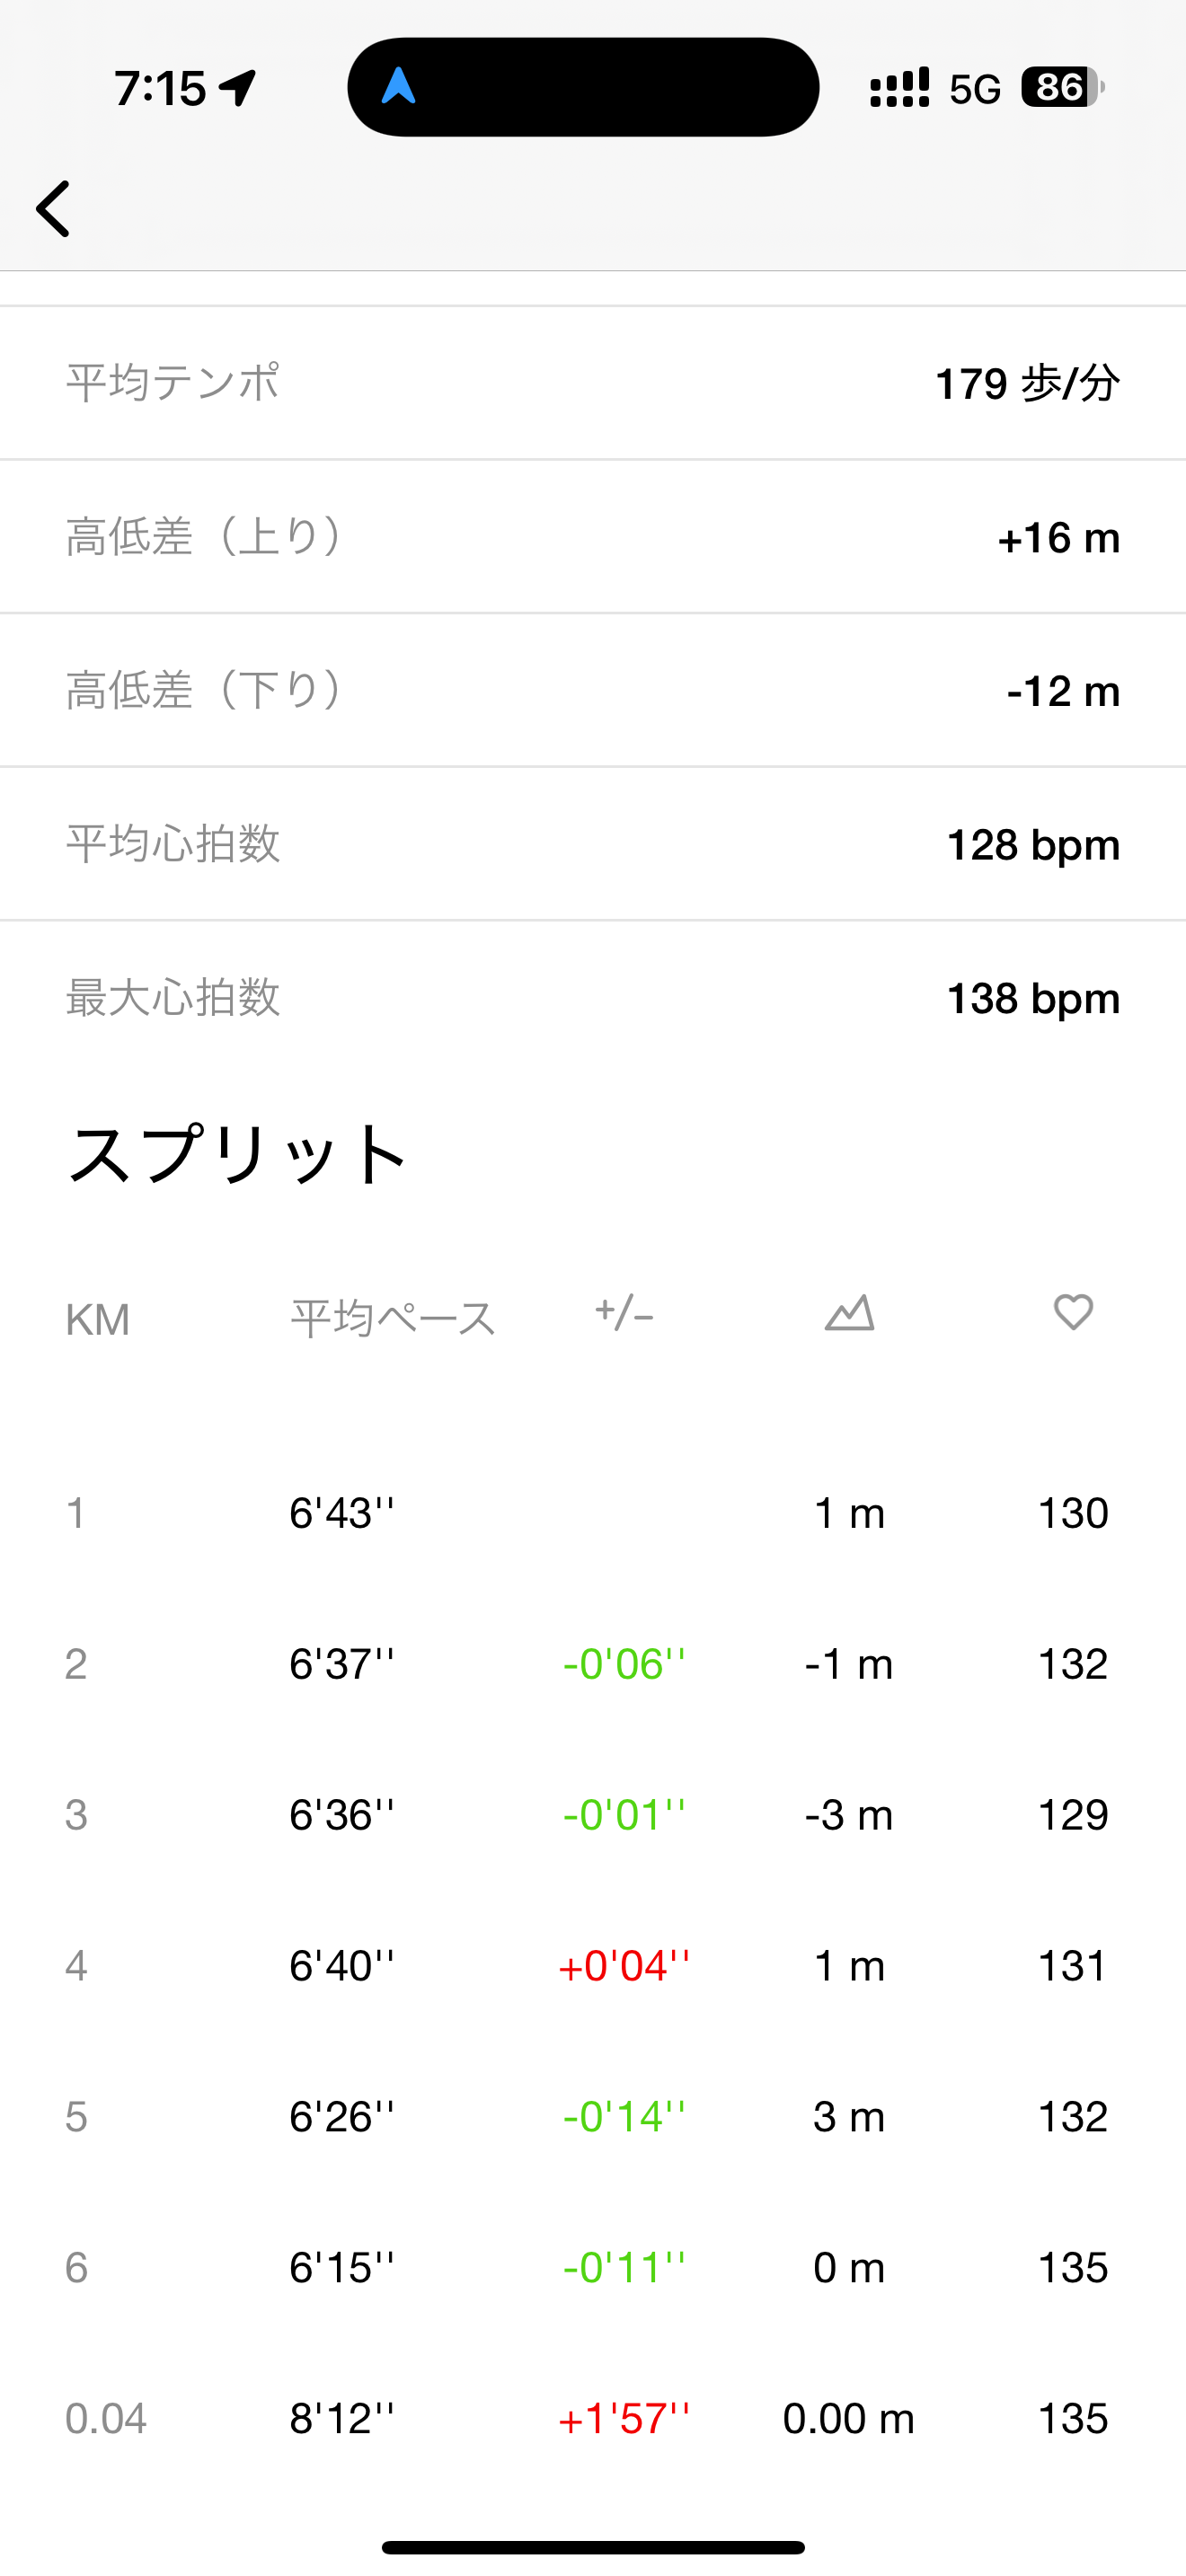 7:15 5G 86
平均テンポ 179 歩/分
高低差（上り） +16 m
高低差（下り） -12 m
平均心拍数 128 bpm
最大心拍数 138 bpm
スプリット
KM 平均ペース +/-
1 6'43'' 1 m 130
2 6'37'' -0'06'' -1 m 132
3 6'36'' -0'01'' -3 m 129
4 6'40'' +0'04'' 1 m 131
5 6'26'' -0'14'' 3 m 132
6 6'15'' -0'11'' 0 m 135
0.04 8'12'' +1'57'' 0.00 m 135